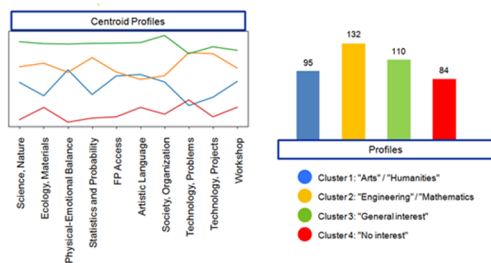 Centroid Profiles
Science, Nature
Ecology, Materials
Physical-Emotional Balance
Statistics and Probability
FP Access
Artistic Language
Society, Organization
Technology, Problems
Technology, Projects
Workshop
95
132
110
84
Profiles
Cluster 1: "Arts" / "Humanities"
Cluster 2: "Engineering" / "Mathematics
Cluster 3: "General interest"
Cluster 4: "No interest"